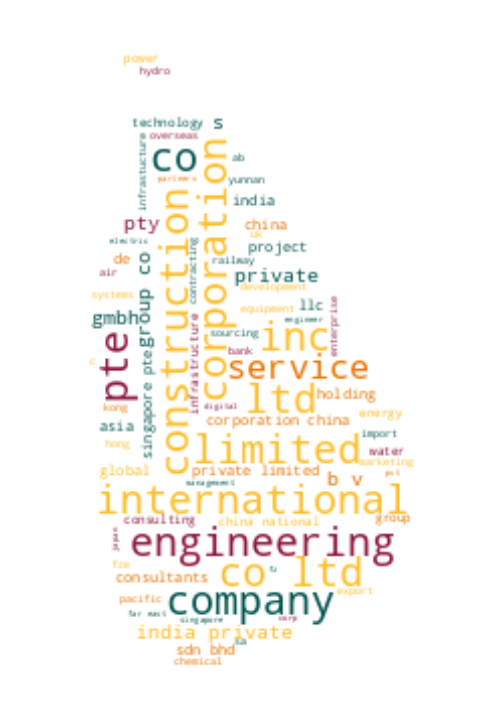 power
hydro
technology
s
overseas
infrastucture
co
ab
partners
yunnan
construction
corporation
india
pty
china
uk
electric
project
contracting
de
co
railway
air
private
development
systems
group
llc
equipment
enterprise
gmbh
engineer
infrastructure
sourcing
inc
pte
bank
c
singapore pte
service
ltd
holding
kong
digital
corporation china
energy
asia
import
hong
limited
water
marketing
global
private limited
pvt
management
b v
international
consulting
china national
group
japan
engineering
fze
co ltd
consultants
export
pacific
company
far east
singapore
corp
india private
sdn bhd
chemical